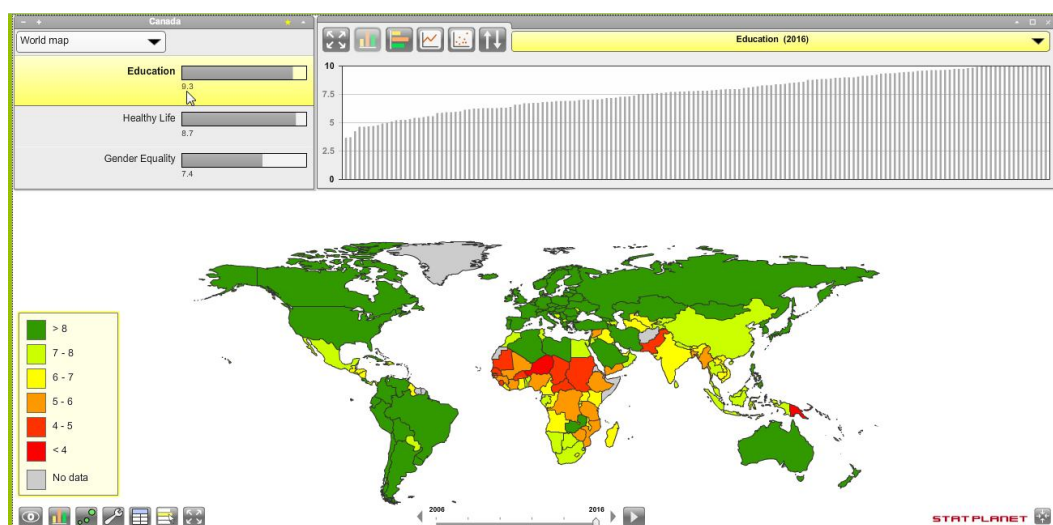 Canada
World map
Education
9.3
Healthy Life
8.7
Gender Equality
7.4
Education (2016)
10
7.5
5
2.5
0
> 8
7 - 8
6 - 7
5 - 6
4 - 5
< 4
No data
2006
2016
STATPLANET